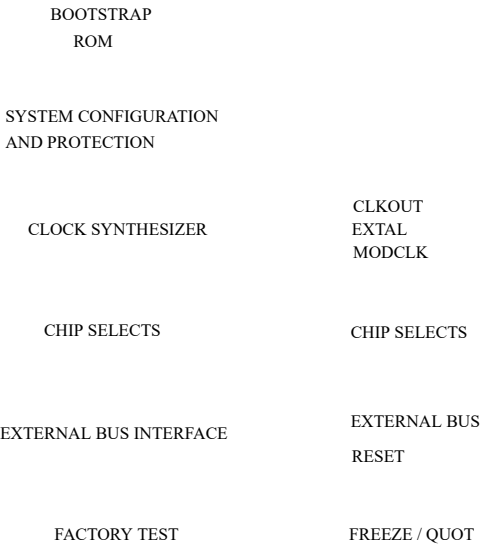 BOOTSTRAP
ROM
SYSTEM CONFIGURATION
AND PROTECTION
CLOCK SYNTHESIZER
CLKOUT
EXTAL
MODCLK
CHIP SELECTS
CHIP SELECTS
EXTERNAL BUS INTERFACE
EXTERNAL BUS
RESET
FACTORY TEST
FREEZE / QUOT